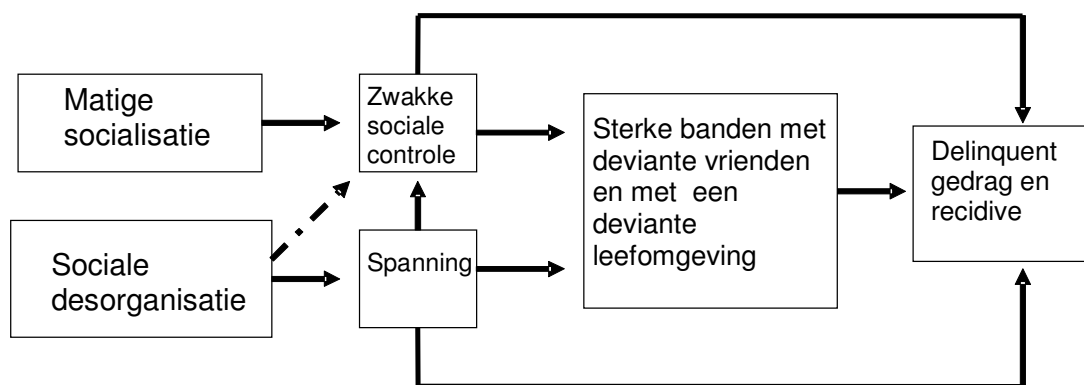 Matige
socialisatie
Zwakke
sociale
controle
Sterke banden met
deviante vrienden
en met een
deviante
leefomgeving
Delinquent
gedrag en
recidive
Sociale
desorganisatie
Spanning